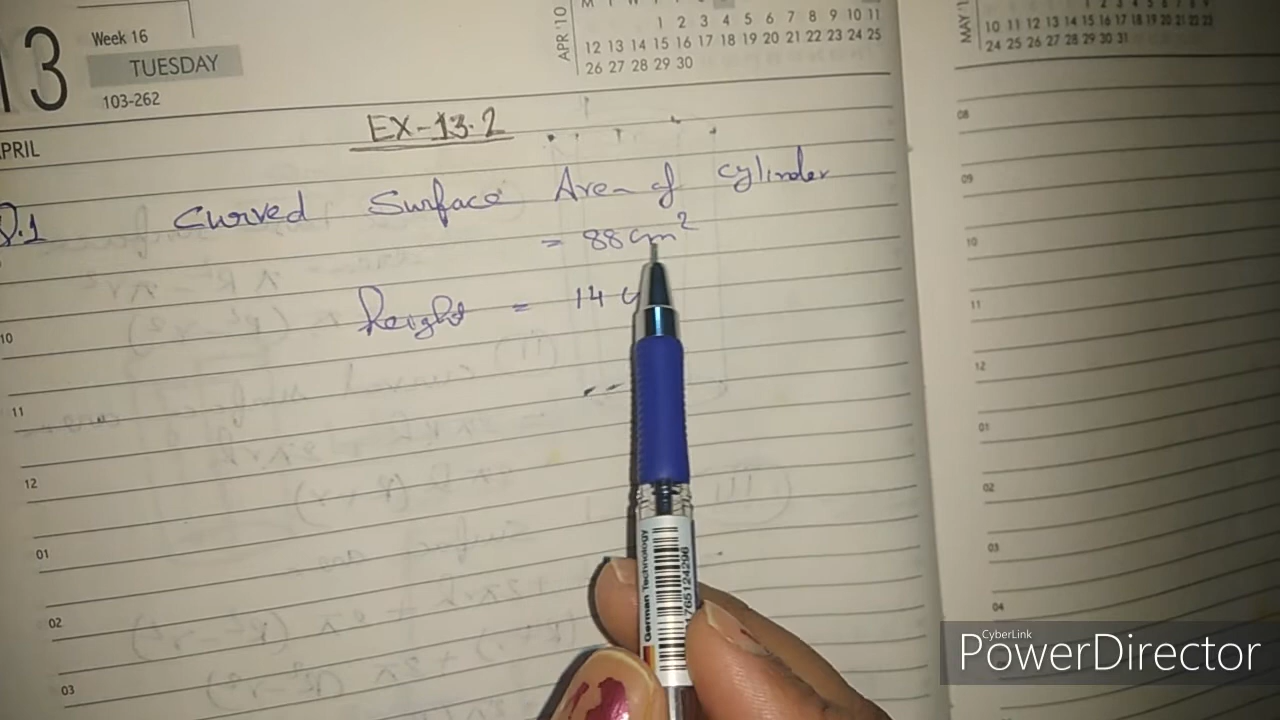 13
Week 16
TUESDAY
103-262
APRIL
APR '10
1 2 3 4 5 6 7 8 9 10 11
12 13 14 15 16 17 18 19 20 21 22 23 24 25
26 27 28 29 30
10 11 12 13 14 15 16 17 18 19 20 21 22 23
24 25 26 27 28 29 30 31
EX-13.2
Q.1 Curved Surface Area of cylinder
= 88 cm²
height = 14 c
10
11
12
01
02
03
08
09
10
11
12
01
02
03
04
German Technology
CyberLink
PowerDirector